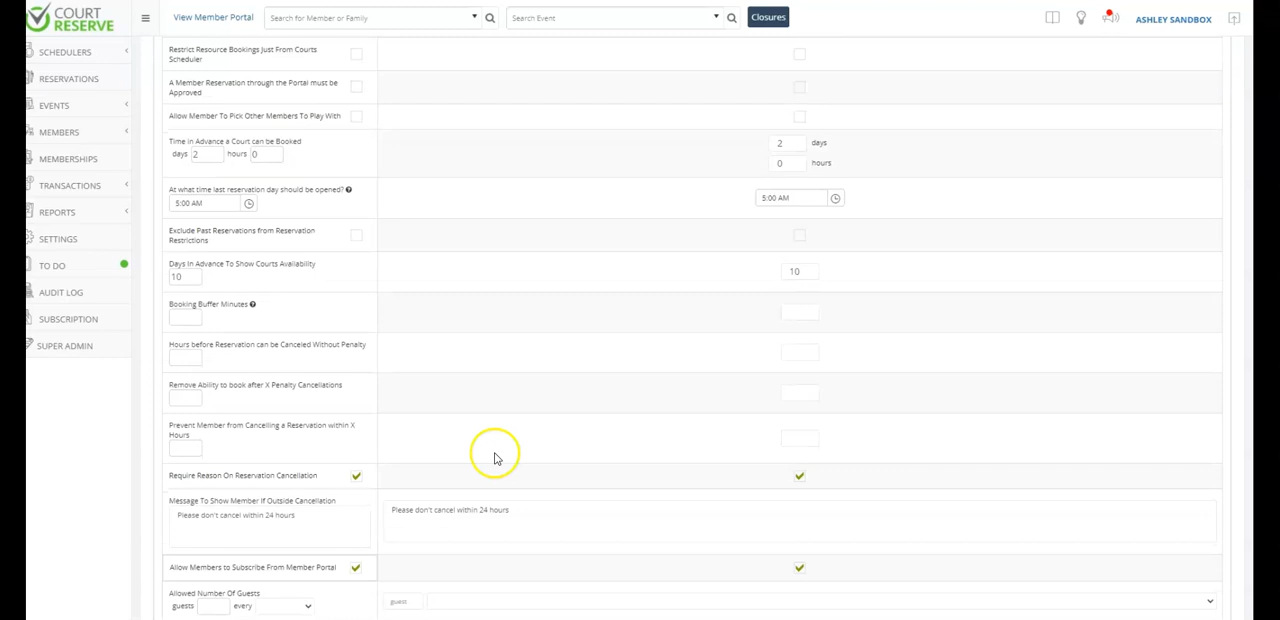 COURT
RESERVE
View Member Portal
Search for Member or Family
Search Event
Closures
ASHLEY SANDBOX
SCHEDULERS
RESERVATIONS
EVENTS
MEMBERS
MEMBERSHIPS
TRANSACTIONS
REPORTS
SETTINGS
TO DO
AUDIT LOG
SUBSCRIPTION
SUPER ADMIN
Restrict Resource Bookings Just From Courts
Scheduler
A Member Reservation through the Portal must be
Approved
Allow Member To Pick Other Members To Play With
Time in Advance a Court can be Booked
days 2 hours 0
2 days
0 hours
At what time last reservation day should be opened?
5:00 AM
5:00 AM
Exclude Past Reservations from Reservation
Restrictions
Days In Advance To Show Courts Availability
10
10
Booking Buffer Minutes
Hours before Reservation can be Canceled Without Penalty
Remove Ability to book after X Penalty Cancellations
Prevent Member from Cancelling a Reservation within X
Hours
Require Reason On Reservation Cancellation
Message To Show Member If Outside Cancellation
Please don't cancel within 24 hours
Please don't cancel within 24 hours
Allow Members to Subscribe From Member Portal
Allowed Number Of Guests
guests every
guest